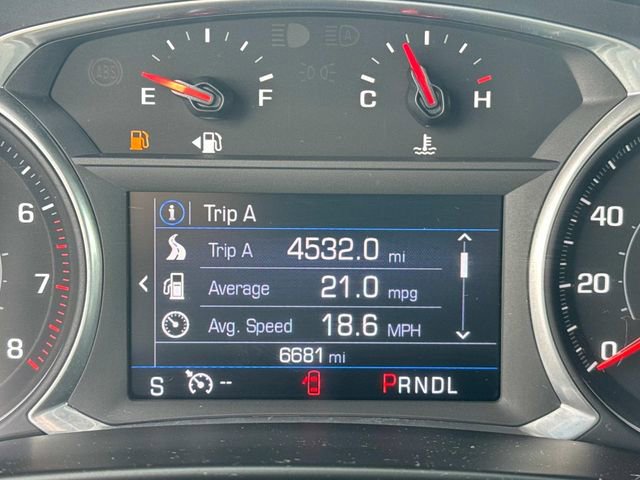 ABS
E F
C H
i Trip A
Trip A 4532.0 mi
Average 21.0 mpg
Avg. Speed 18.6 MPH
6681 mi
S -- PRNDL
6
7
8
40
20
0